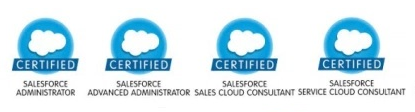 CERTIFIED CERTIFIED CERTIFIED CERTIFIED
SALESFORCE SALESFORCE SALESFORCE SALESFORCE
ADMINISTRATOR ADVANCED ADMINISTRATOR SALES CLOUD CONSULTANT SERVICE CLOUD CONSULTANT